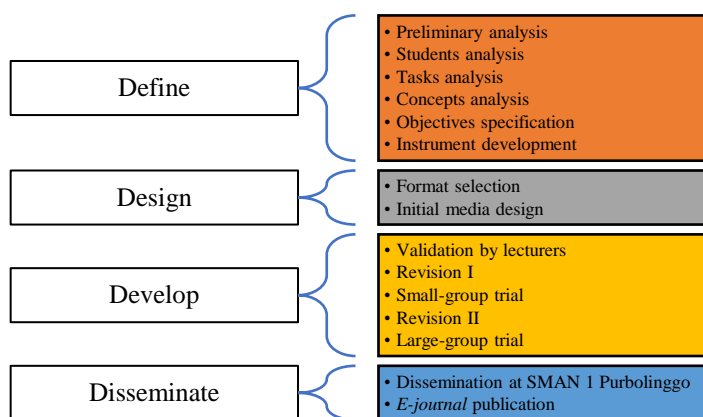 Define
• Preliminary analysis
• Students analysis
• Tasks analysis
• Concepts analysis
• Objectives specification
• Instrument development
Design
• Format selection
• Initial media design
Develop
• Validation by lecturers
• Revision I
• Small-group trial
• Revision II
• Large-group trial
Disseminate
• Dissemination at SMAN 1 Purbolinggo
• E-journal publication